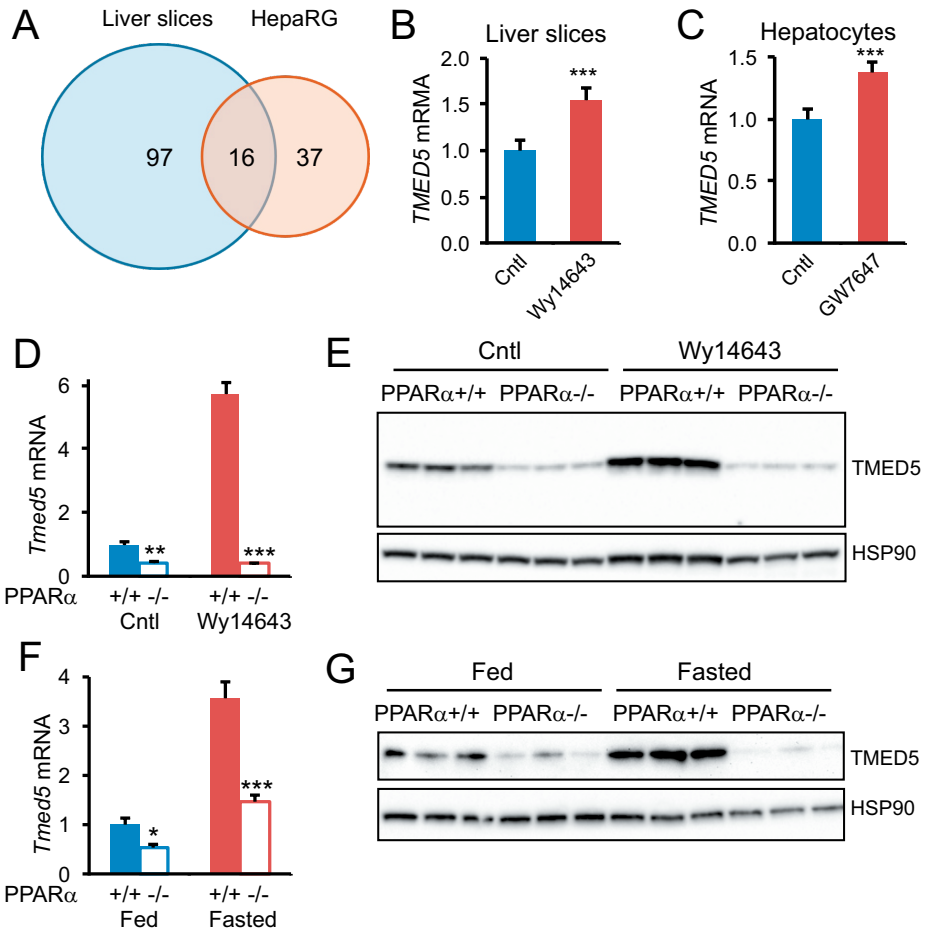 A
Liver slices HepaRG
97 16 37
B
Liver slices
TMED5 mRMA
2.0
1.5
1.0
0.5
0.0
***
Cntl
Wy14643
C
Hepatocytes
TMED5 mRNA
1.5
1.0
0.5
0.0
***
Cntl
GW7647
D
Tmed5 mRNA
6
4
2
0
** ***
PPARα +/+ -/- +/+ -/-
Cntl Wy14643
E
Cntl Wy14643
PPARα+/+ PPARα-/- PPARα+/+ PPARα-/-
TMED5
HSP90
F
Tmed5 mRNA
4
3
2
1
0
* ***
PPARα +/+ -/- +/+ -/-
Fed Fasted
G
Fed Fasted
PPARα+/+ PPARα-/- PPARα+/+ PPARα-/-
TMED5
HSP90